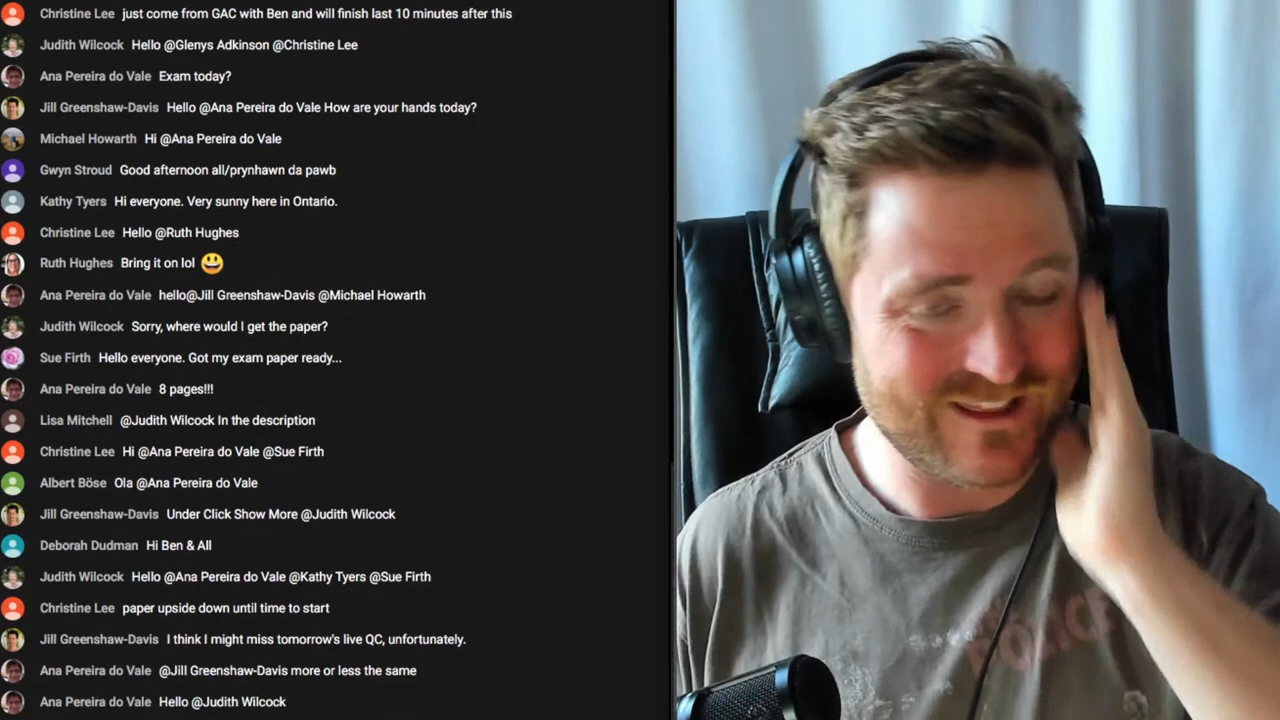 Christine Lee just come from GAC with Ben and will finish last 10 minutes after this
Judith Wilcock Hello @Glenys Adkinson @Christine Lee
Ana Pereira do Vale Exam today?
Jill Greenshaw-Davis Hello @Ana Pereira do Vale How are your hands today?
Michael Howarth Hi @Ana Pereira do Vale
Gwyn Stroud Good afternoon all/prynhawn da pawb
Kathy Tyers Hi everyone. Very sunny here in Ontario.
Christine Lee Hello @Ruth Hughes
Ruth Hughes Bring it on lol 😃
Ana Pereira do Vale hello@Jill Greenshaw-Davis @Michael Howarth
Judith Wilcock Sorry, where would I get the paper?
Sue Firth Hello everyone. Got my exam paper ready...
Ana Pereira do Vale 8 pages!!!
Lisa Mitchell @Judith Wilcock In the description
Christine Lee Hi @Ana Pereira do Vale @Sue Firth
Albert Böse Ola @Ana Pereira do Vale
Jill Greenshaw-Davis Under Click Show More @Judith Wilcock
Deborah Dudman Hi Ben & All
Judith Wilcock Hello @Ana Pereira do Vale @Kathy Tyers @Sue Firth
Christine Lee paper upside down until time to start
Jill Greenshaw-Davis I think I might miss tomorrow's live QC, unfortunately.
Ana Pereira do Vale @Jill Greenshaw-Davis more or less the same
Ana Pereira do Vale Hello @Judith Wilcock
POLICE